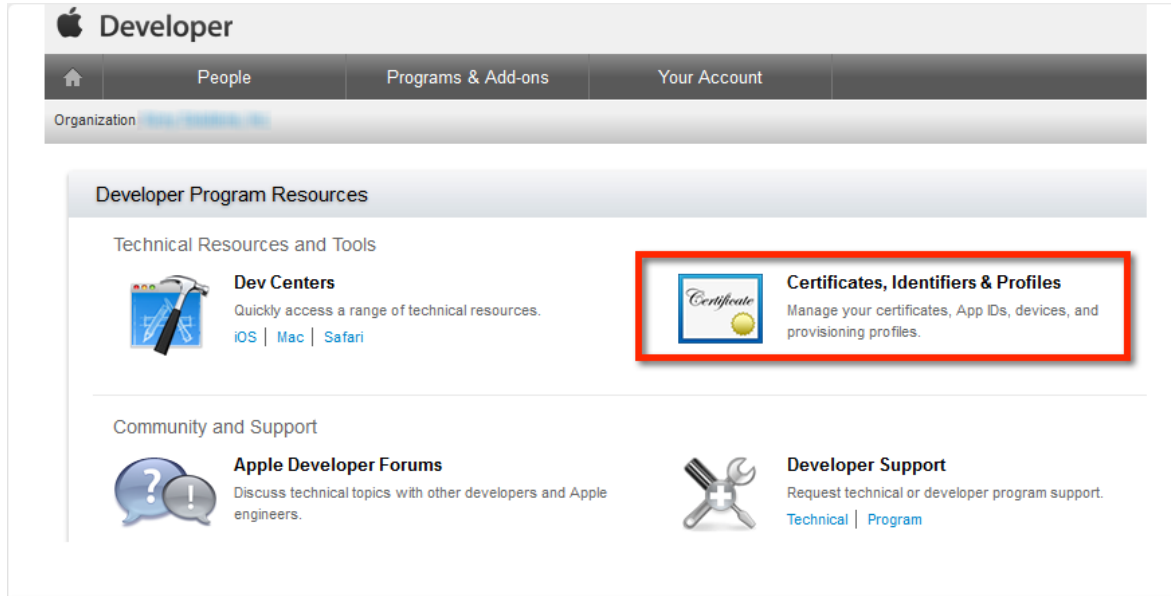 Developer
People Programs & Add-ons Your Account
Organization
Developer Program Resources
Technical Resources and Tools
Dev Centers
Quickly access a range of technical resources.
iOS | Mac | Safari
Certificate
Certificates, Identifiers & Profiles
Manage your certificates, App IDs, devices, and
provisioning profiles.
Community and Support
Apple Developer Forums
Discuss technical topics with other developers and Apple
engineers.
Developer Support
Request technical or developer program support.
Technical | Program